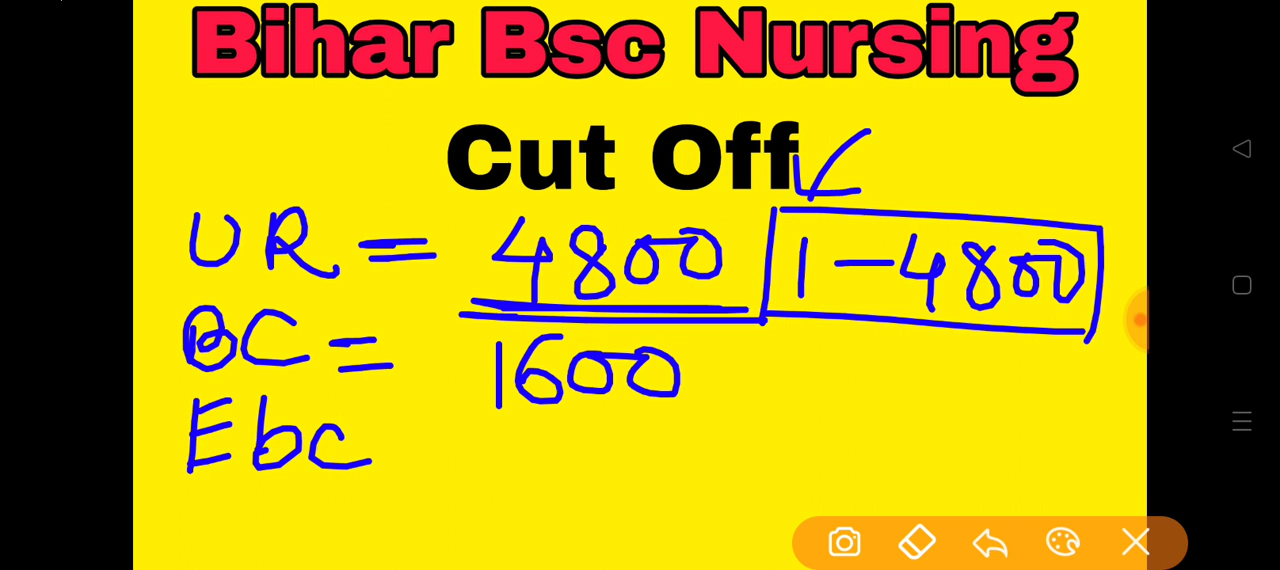 Bihar Bsc Nursing
Cut Off
UR = 4800 1-4800
BC = 1600
Ebc